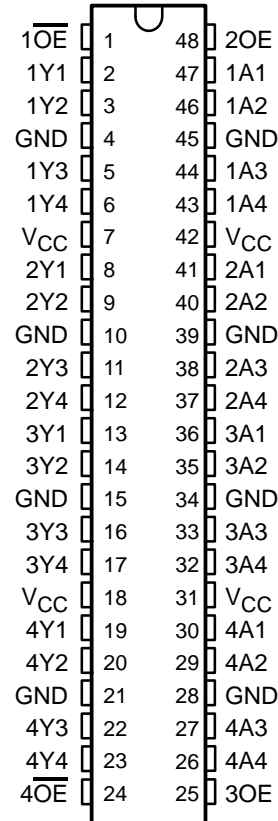 1O̅E̅ 1 48 2OE
1Y1 2 47 1A1
1Y2 3 46 1A2
GND 4 45 GND
1Y3 5 44 1A3
1Y4 6 43 1A4
VCC 7 42 VCC
2Y1 8 41 2A1
2Y2 9 40 2A2
GND 10 39 GND
2Y3 11 38 2A3
2Y4 12 37 2A4
3Y1 13 36 3A1
3Y2 14 35 3A2
GND 15 34 GND
3Y3 16 33 3A3
3Y4 17 32 3A4
VCC 18 31 VCC
4Y1 19 30 4A1
4Y2 20 29 4A2
GND 21 28 GND
4Y3 22 27 4A3
4Y4 23 26 4A4
4O̅E̅ 24 25 3OE